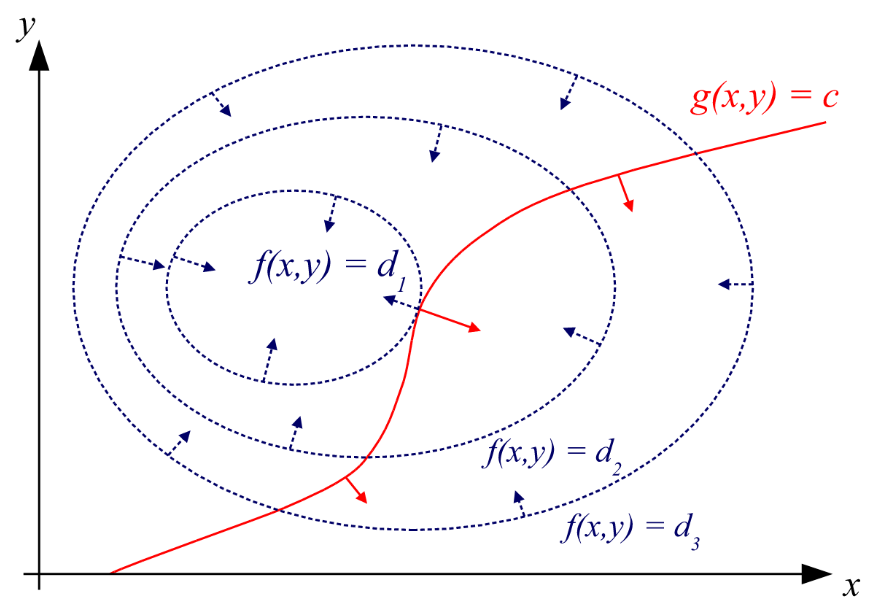 y
g(x,y) = c
f(x,y) = d₁
f(x,y) = d₂
f(x,y) = d₃
x